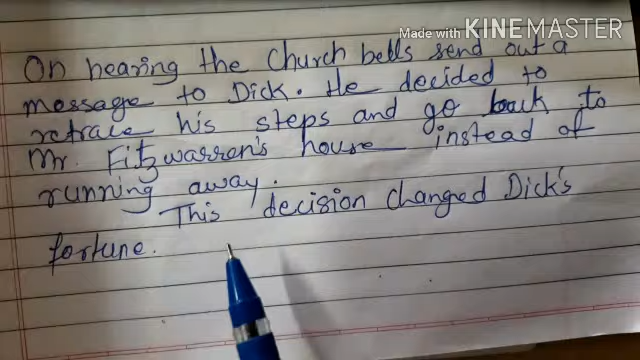 Made with KINEMASTER
On hearing the Church bells send out a
message to Dick. He decided to
retrace his steps and go back to
Mr. Fitzwarren's house instead of
running away.
This decision changed Dick's
fortune.